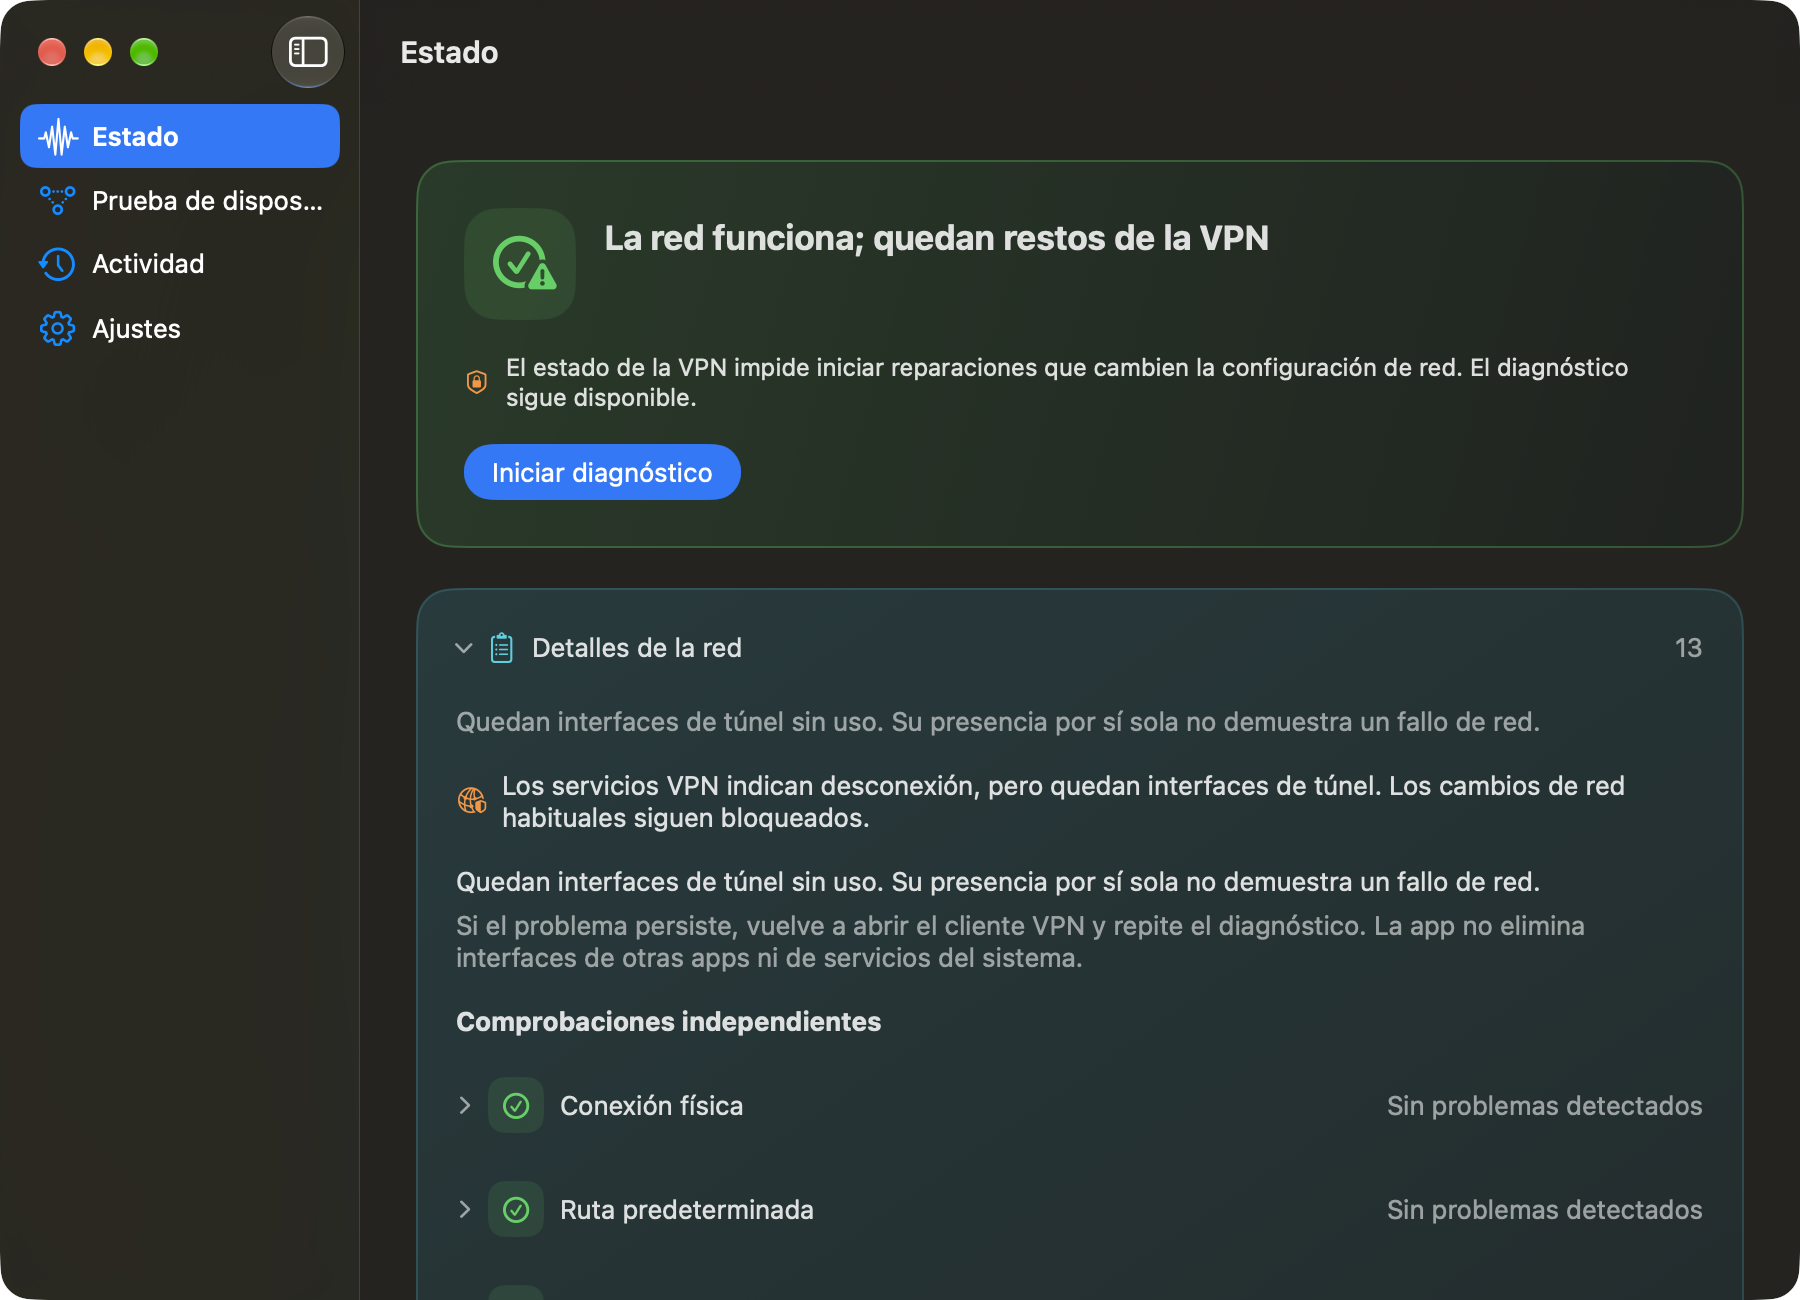 Estado
Estado
Prueba de dispos...
Actividad
Ajustes
La red funciona; quedan restos de la VPN
El estado de la VPN impide iniciar reparaciones que cambien la configuración de red. El diagnóstico
sigue disponible.
Iniciar diagnóstico
Detalles de la red
13
Quedan interfaces de túnel sin uso. Su presencia por sí sola no demuestra un fallo de red.
Los servicios VPN indican desconexión, pero quedan interfaces de túnel. Los cambios de red
habituales siguen bloqueados.
Quedan interfaces de túnel sin uso. Su presencia por sí sola no demuestra un fallo de red.
Si el problema persiste, vuelve a abrir el cliente VPN y repite el diagnóstico. La app no elimina
interfaces de otras apps ni de servicios del sistema.
Comprobaciones independientes
Conexión física
Sin problemas detectados
Ruta predeterminada
Sin problemas detectados